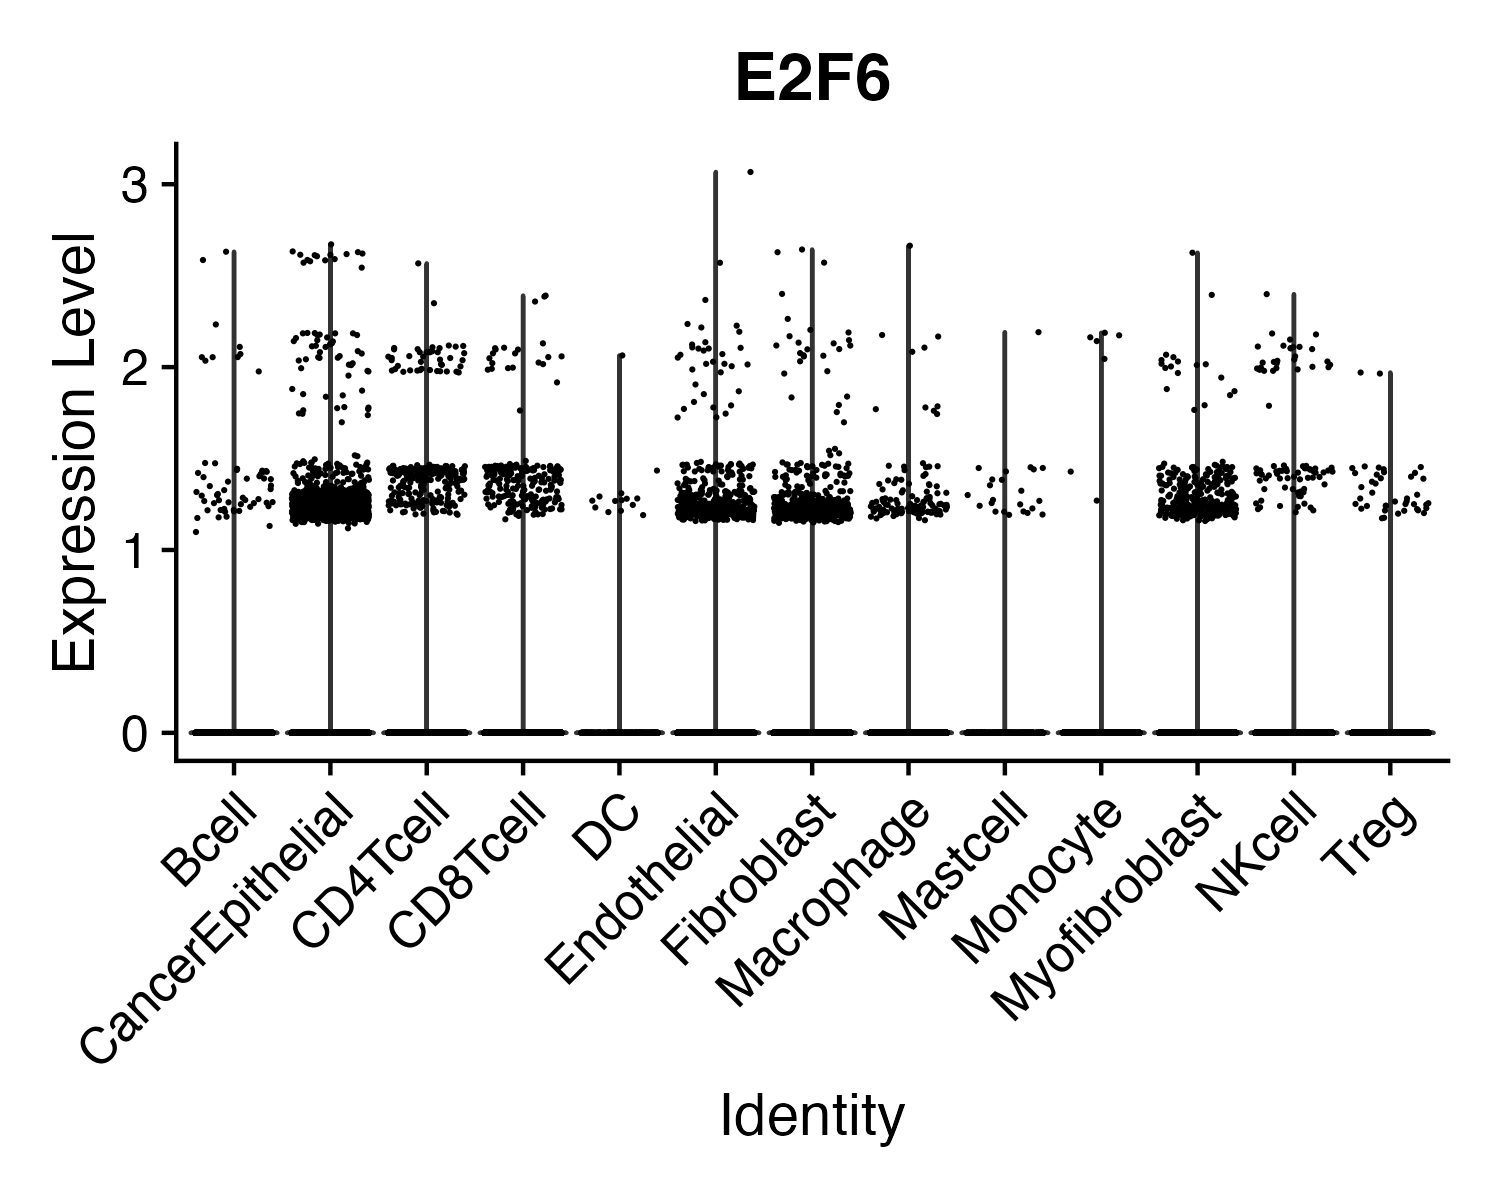 E2F6
Expression Level
3
2
1
0
Bcell
CancerEpithelial
CD4Tcell
CD8Tcell
DC
Endothelial
Fibroblast
Macrophage
Mastcell
Monocyte
Myofibroblast
NKcell
Treg
Identity